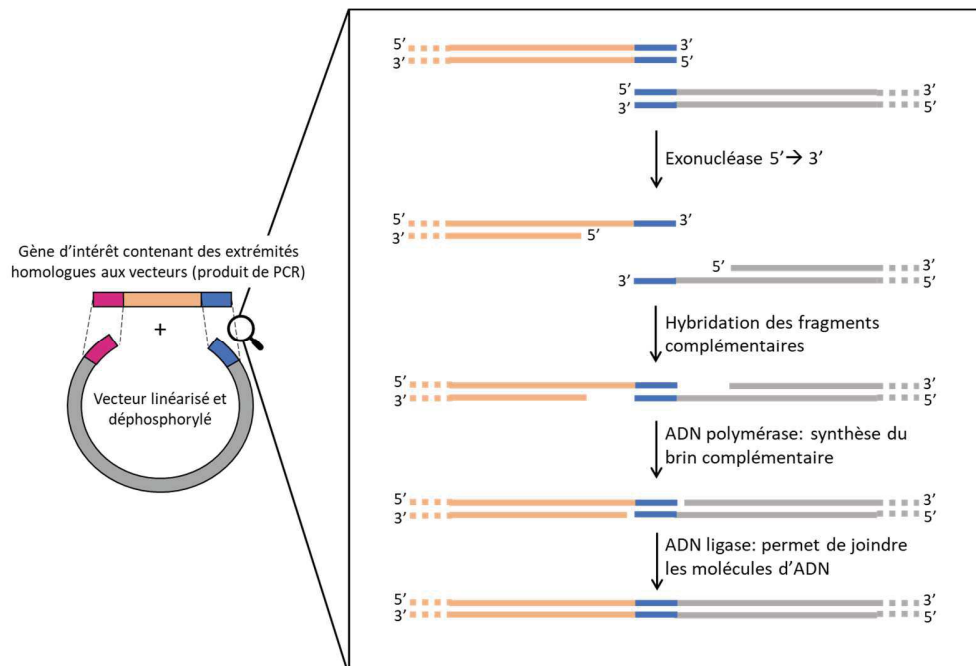 Gène d'intérêt contenant des extrémités
homologues aux vecteurs (produit de PCR)
+
Vecteur linéarisé et
déphosphorylé
5' 3'
3' 5'
5' 3'
3' 5'
Exonucléase 5'→ 3'
5' 3'
3' 5'
5' 3'
3' 5'
Hybridation des fragments
complémentaires
5' 3'
3' 5'
ADN polymérase: synthèse du
brin complémentaire
5' 3'
3' 5'
ADN ligase: permet de joindre
les molécules d'ADN
5' 3'
3' 5'